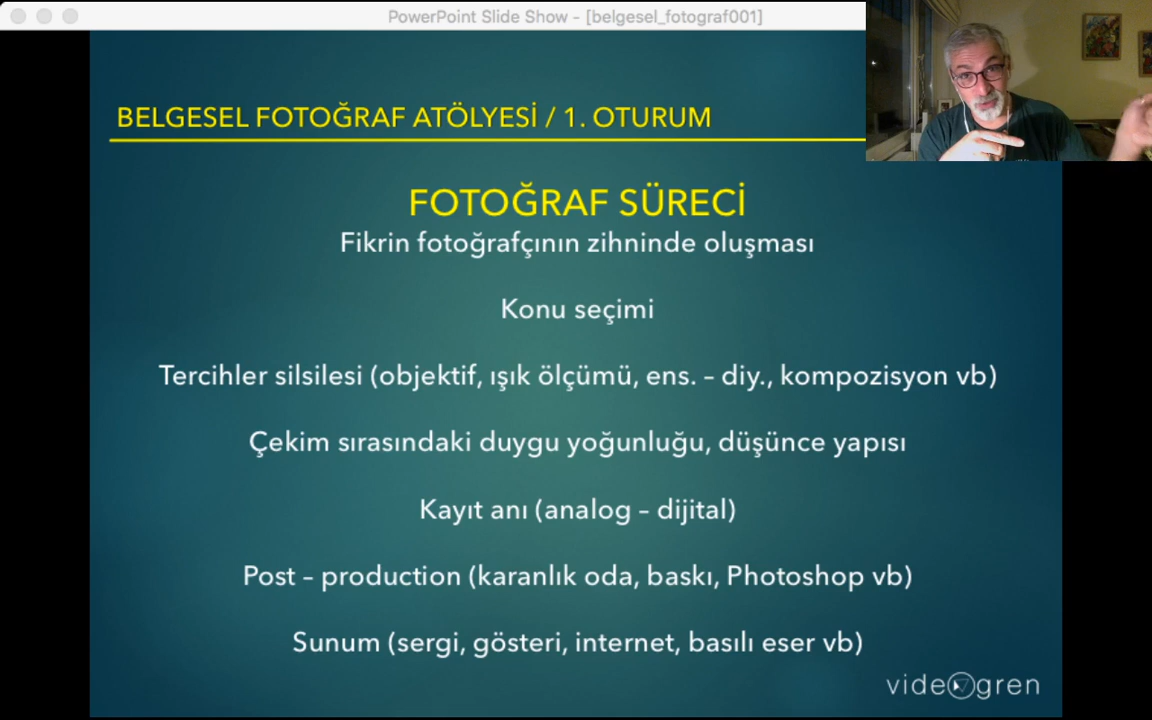 PowerPoint Slide Show - [belgesel_fotograf001]
BELGESEL FOTOĞRAF ATÖLYESİ / 1. OTURUM
FOTOĞRAF SÜRECİ
Fikrin fotoğrafçının zihninde oluşması
Konu seçimi
Tercihler silsilesi (objektif, ışık ölçümü, ens. – diy., kompozisyon vb)
Çekim sırasındaki duygu yoğunluğu, düşünce yapısı
Kayıt anı (analog – dijital)
Post – production (karanlık oda, baskı, Photoshop vb)
Sunum (sergi, gösteri, internet, basılı eser vb)
videogren